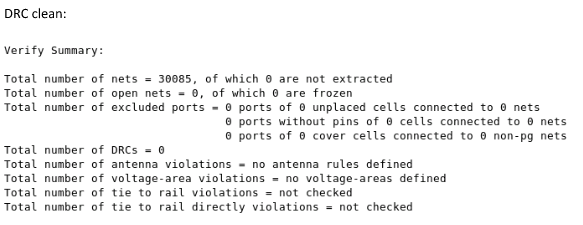 DRC clean:
Verify Summary:
Total number of nets = 30085, of which 0 are not extracted
Total number of open nets = 0, of which 0 are frozen
Total number of excluded ports = 0 ports of 0 unplaced cells connected to 0 nets
0 ports without pins of 0 cells connected to 0 nets
0 ports of 0 cover cells connected to 0 non-pg nets
Total number of DRCs = 0
Total number of antenna violations = no antenna rules defined
Total number of voltage-area violations = no voltage-areas defined
Total number of tie to rail violations = not checked
Total number of tie to rail directly violations = not checked